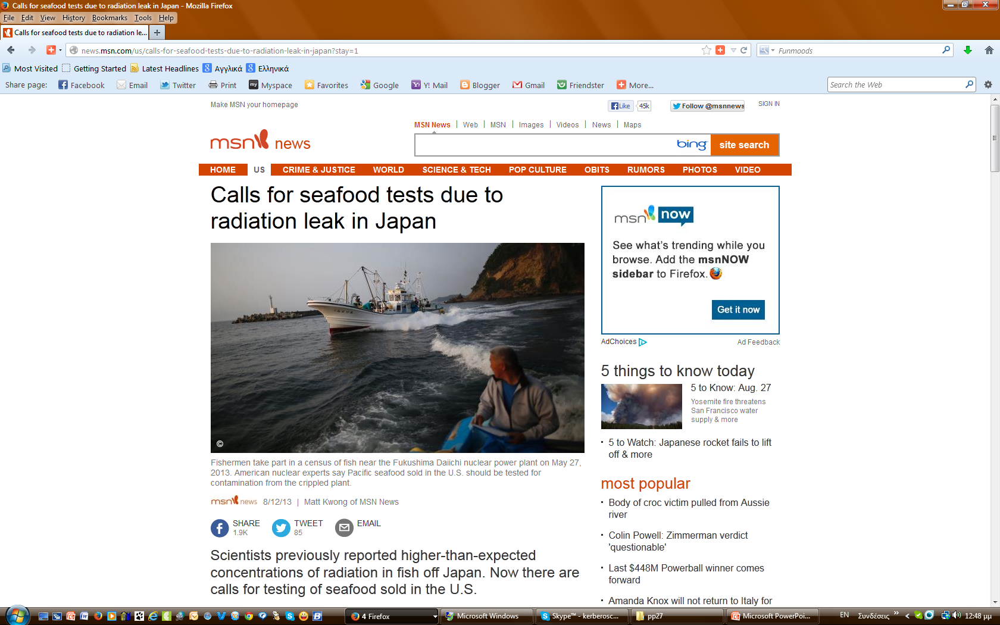 Calls for seafood tests due to radiation leak in Japan - Mozilla Firefox
File Edit View History Bookmarks Tools Help
Calls for seafood tests due to radiation le...
news.msn.com/us/calls-for-seafood-tests-due-to-radiation-leak-in-japan?stay=1
Funmoods
Most Visited Getting Started Latest Headlines Αγγλικά Ελληνικά
Share page: Facebook Email Twitter Print Myspace Favorites Google Y! Mail Blogger Gmail Friendster More...
Search the Web
Make MSN your homepage
Like 45k Follow @msnnews SIGN IN
MSN News Web MSN Images Videos News Maps
msn news
bing site search
HOME US CRIME & JUSTICE WORLD SCIENCE & TECH POP CULTURE OBITS RUMORS PHOTOS VIDEO
Calls for seafood tests due to
radiation leak in Japan
©
Fishermen take part in a census of fish near the Fukushima Daiichi nuclear power plant on May 27,
2013. American nuclear experts say Pacific seafood sold in the U.S. should be tested for
contamination from the crippled plant.
msn news 8/12/13 | Matt Kwong of MSN News
SHARE
1.9K
TWEET
85
EMAIL
Scientists previously reported higher-than-expected
concentrations of radiation in fish off Japan. Now there are
calls for testing of seafood sold in the U.S.
msn now
See what's trending while you
browse. Add the msnNOW
sidebar to Firefox.
Get it now
AdChoices
Ad Feedback
5 things to know today
5 to Know: Aug. 27
Yosemite fire threatens
San Francisco water
supply & more
5 to Watch: Japanese rocket fails to lift
off & more
most popular
Body of croc victim pulled from Aussie
river
Colin Powell: Zimmerman verdict
'questionable'
Last $448M Powerball winner comes
forward
Amanda Knox will not return to Italy for
4 Firefox
Microsoft Windows
Skype™ - kerberosc...
pp27
Microsoft PowerPoi...
EN
Συνδέσεις
12:48 μμ